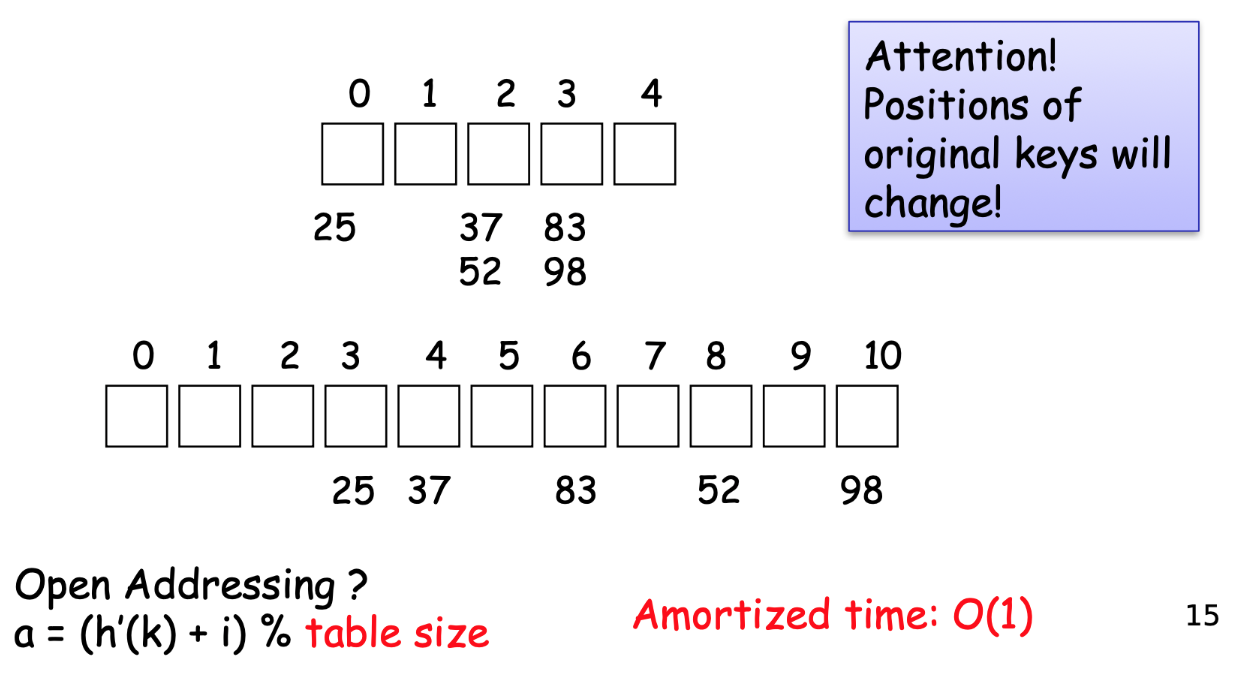 Attention!
Positions of
original keys will
change!
0 1 2 3 4
25 37 83
52 98
0 1 2 3 4 5 6 7 8 9 10
25 37 83 52 98
Open Addressing ?
a = (h'(k) + i) % table size
Amortized time: O(1)
15